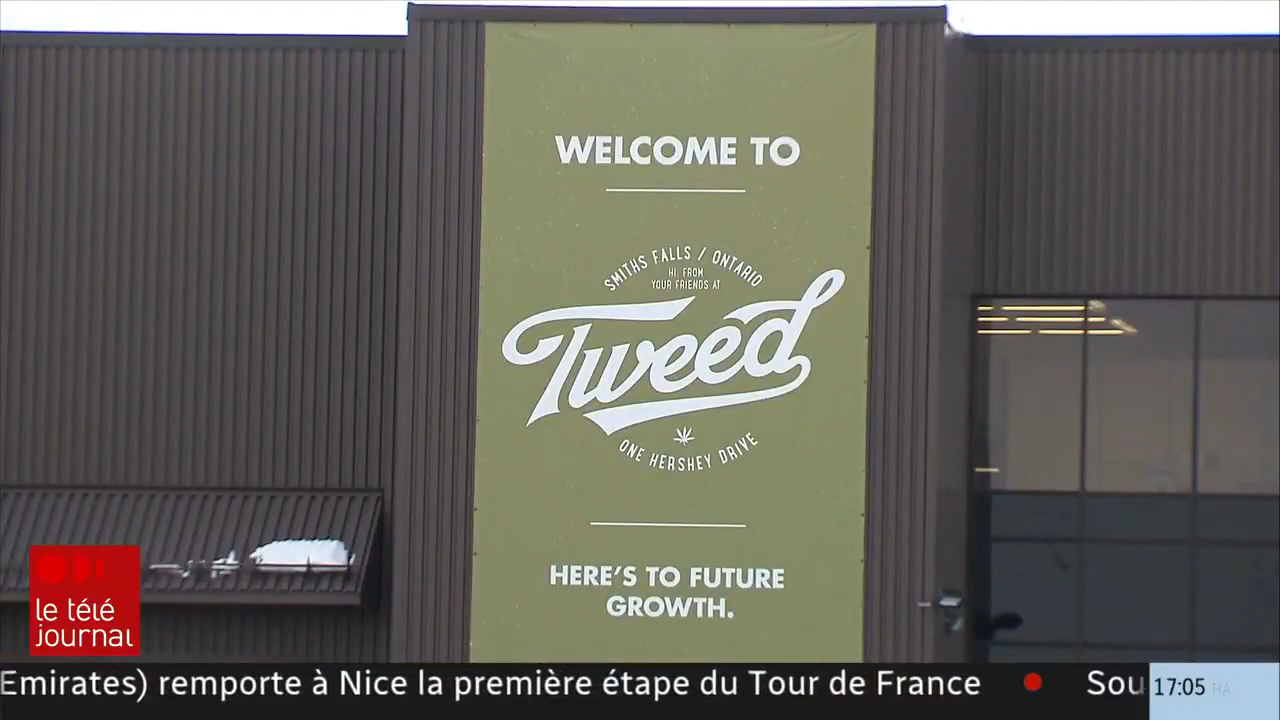 WELCOME TO
SMITHS FALLS / ONTARIO
HI, FROM
YOUR FRIENDS AT
Tweed
ONE HERSHEY DRIVE
HERE'S TO FUTURE
GROWTH.
le télé
journal
Emirates) remporte à Nice la première étape du Tour de France
17:05